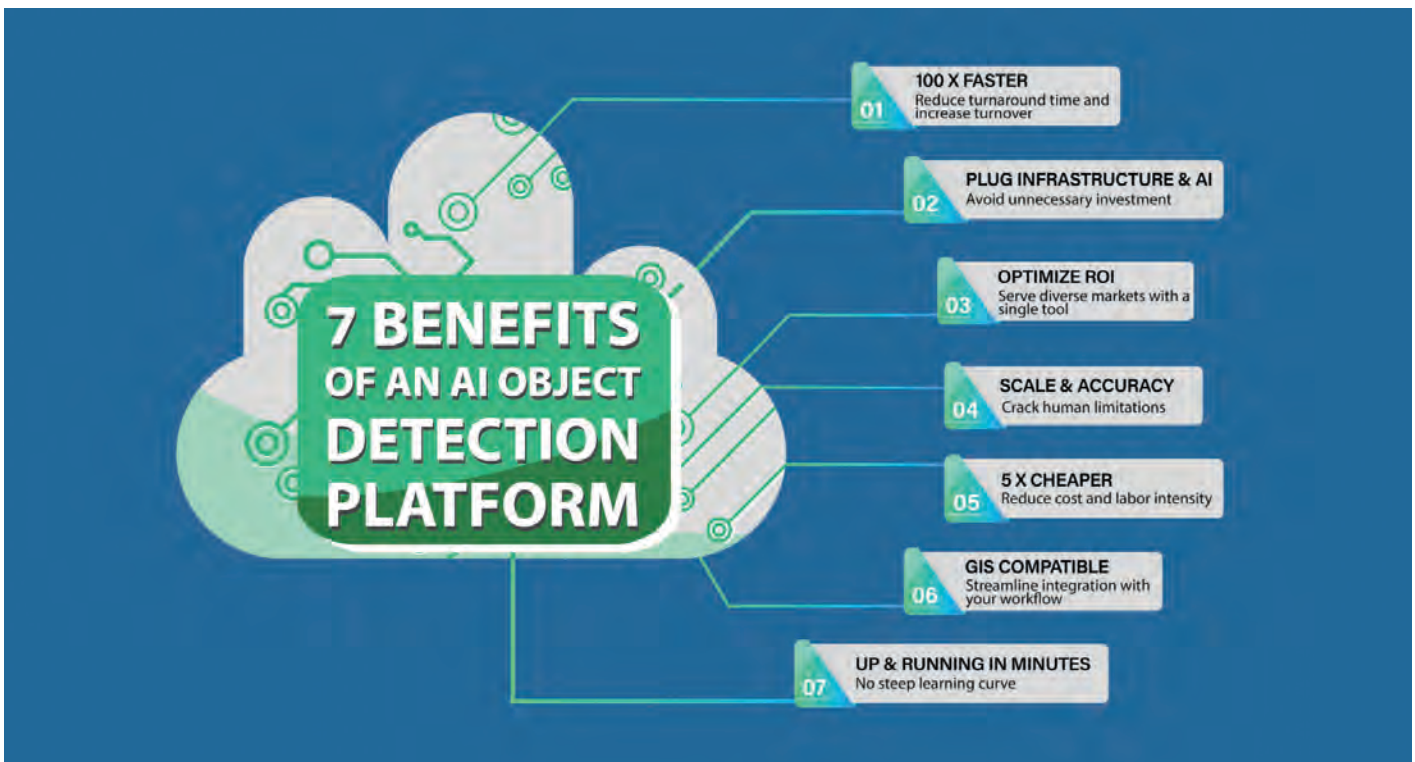 7 BENEFITS
OF AN AI OBJECT
DETECTION
PLATFORM
01
100 X FASTER
Reduce turnaround time and
increase turnover
02
PLUG INFRASTRUCTURE & AI
Avoid unnecessary investment
03
OPTIMIZE ROI
Serve diverse markets with a
single tool
04
SCALE & ACCURACY
Crack human limitations
05
5 X CHEAPER
Reduce cost and labor intensity
06
GIS COMPATIBLE
Streamline integration with
your workflow
07
UP & RUNNING IN MINUTES
No steep learning curve